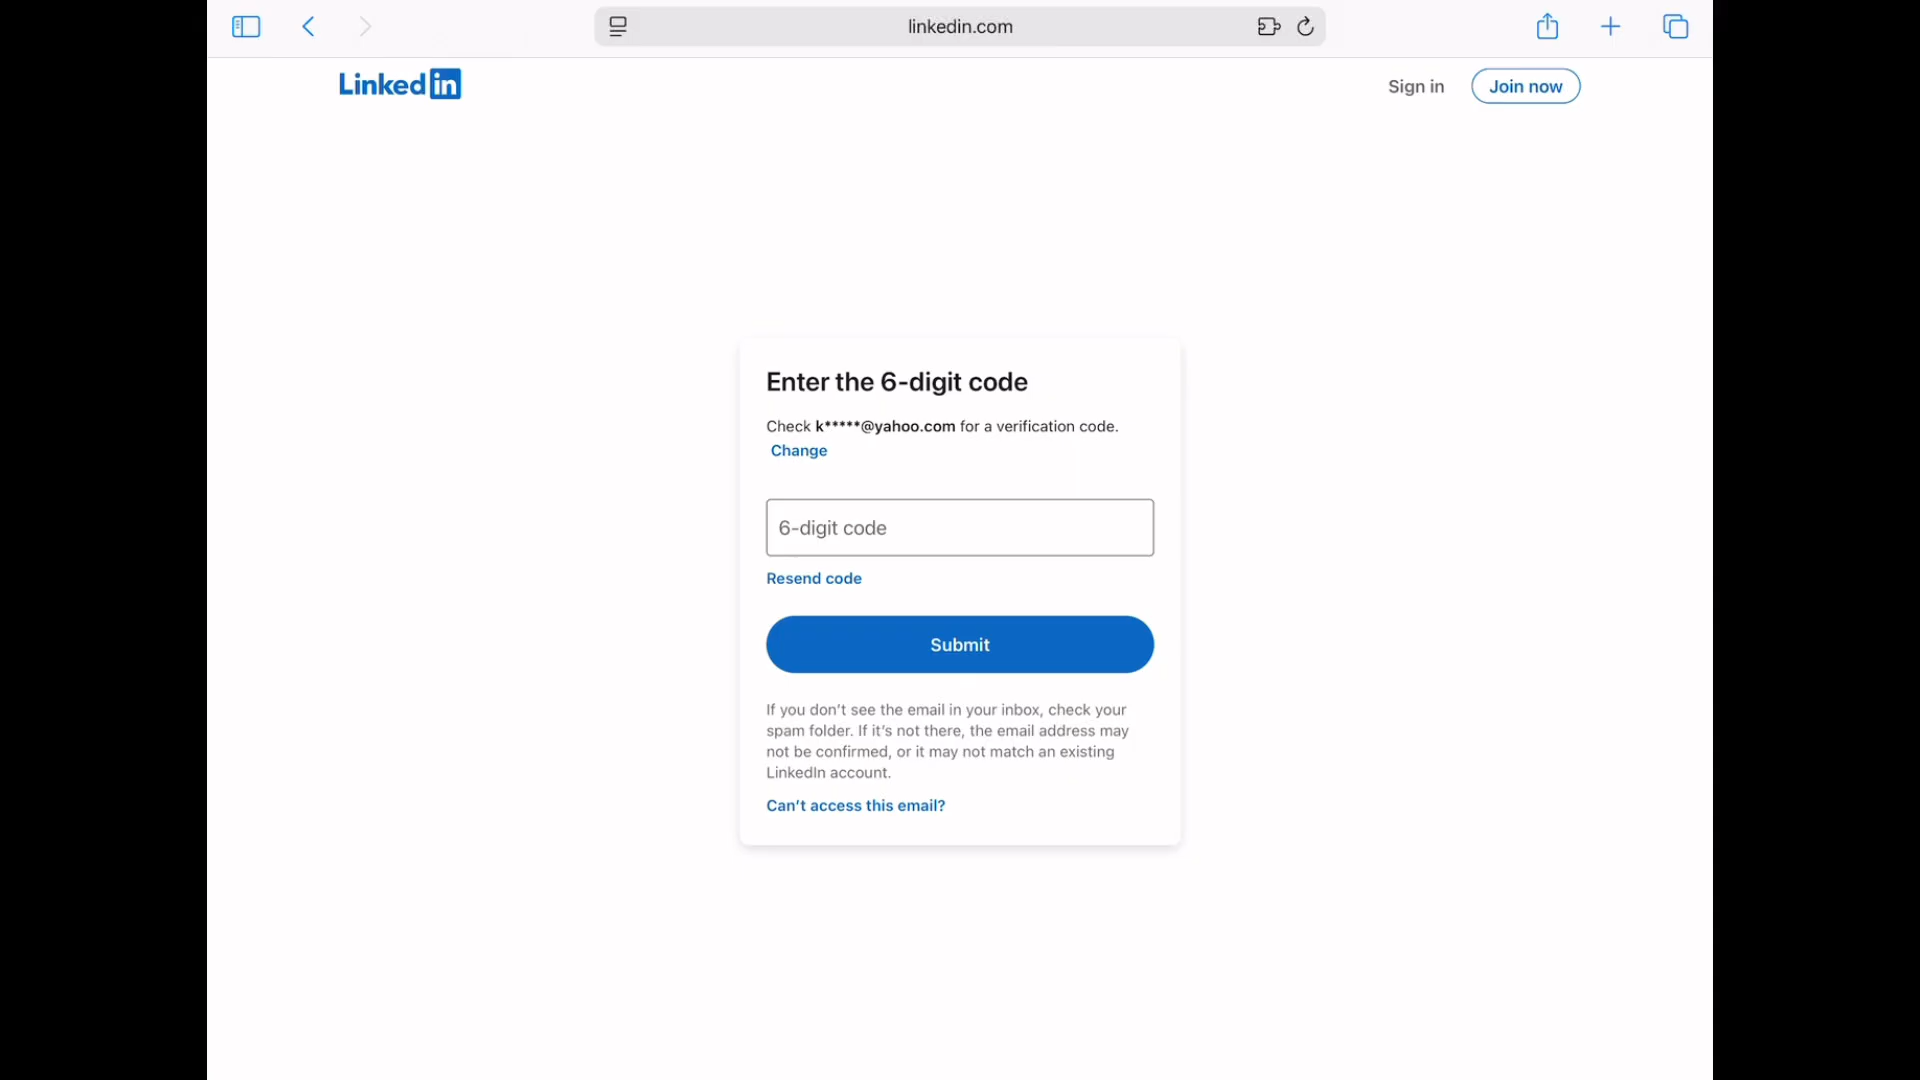 linkedin.com
Linked in
Sign in
Join now
Enter the 6-digit code
Check k*****@yahoo.com for a verification code.
Change
6-digit code
Resend code
Submit
If you don't see the email in your inbox, check your
spam folder. If it's not there, the email address may
not be confirmed, or it may not match an existing
LinkedIn account.
Can't access this email?